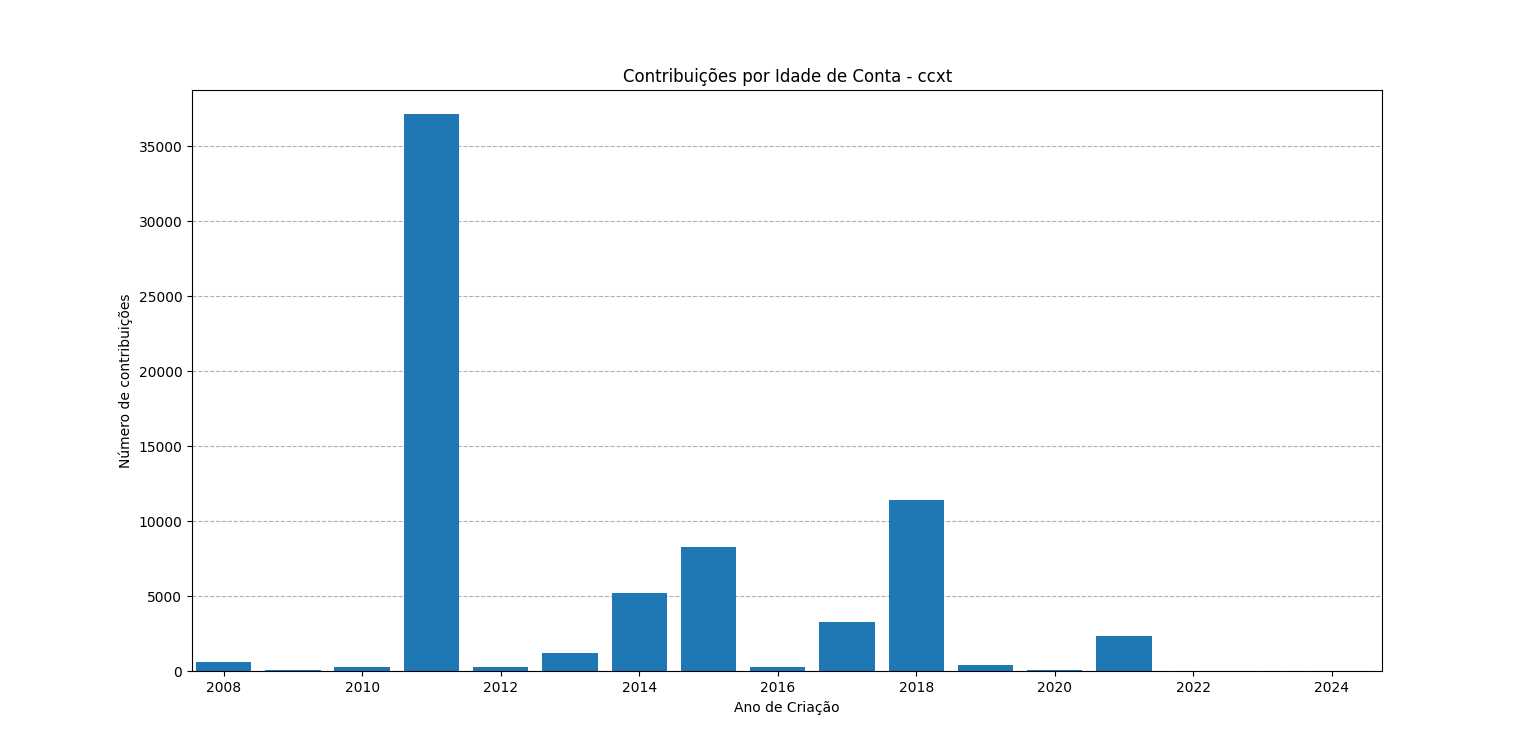 Contribuições por Idade de Conta - ccxt
Número de contribuições
35000
30000
25000
20000
15000
10000
5000
0
2008 2010 2012 2014 2016 2018 2020 2022 2024
Ano de Criação